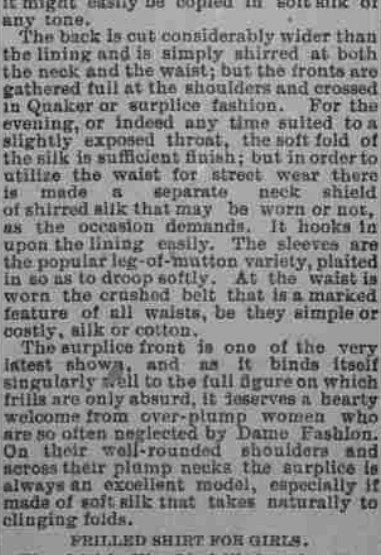 it might easily be copied in soft silk of
any tone.
The back is cut considerably wider than
the lining and is simply shirred at both
the neck and the waist; but the fronts are
gathered full at the shoulders and crossed
in Quaker or surplice fashion. For the
evening, or indeed any time suited to a
slightly exposed throat, the soft fold of
the silk is sufficient finish; but in order to
utilize the waist for street wear there
is made a separate neck shield
of shirred silk that may be worn or not,
as the occasion demands. It hooks in
upon the lining easily. The sleeves are
the popular leg-of-mutton variety, plaited
in so as to droop softly. At the waist is
worn the crushed belt that is a marked
feature of all waists, be they simple or
costly, silk or cotton.
The surplice front is one of the very
latest shown, and as it binds itself
singularly well to the full figure on which
frills are only absurd, it deserves a hearty
welcome from over-plump women who
are so often neglected by Dame Fashion.
On their well-rounded shoulders and
across their plump necks the surplice is
always an excellent model, especially if
made of soft silk that takes naturally to
clinging folds.
FRILLED SHIRT FOR GIRLS.